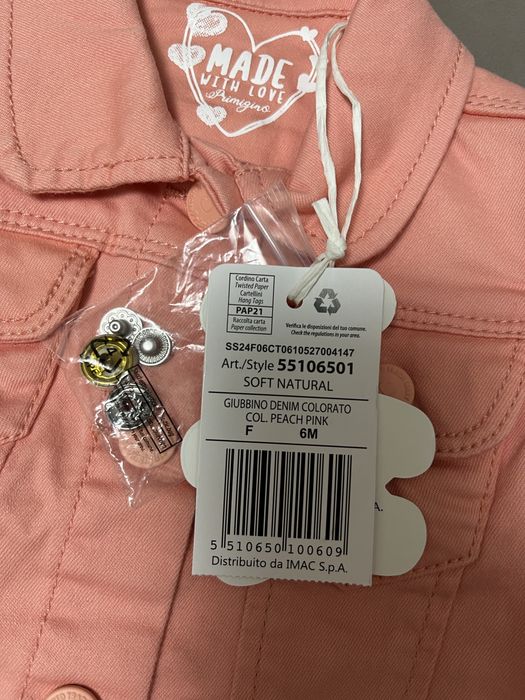 MADE
WITH LOVE
Primigino
Cordino Carta
Twisted Paper
Cartellini
Hang Tags
PAP21
Raccolta carta
Paper collection
Verifica le disposizioni del tuo comune.
Check the regulations in your area.
SS24F06CT0610527004147
Art./Style 55106501
SOFT NATURAL
GIUBBINO DENIM COLORATO
COL. PEACH PINK
F 6M
5 510650 100609
Distribuito da IMAC S.p.A.
A.